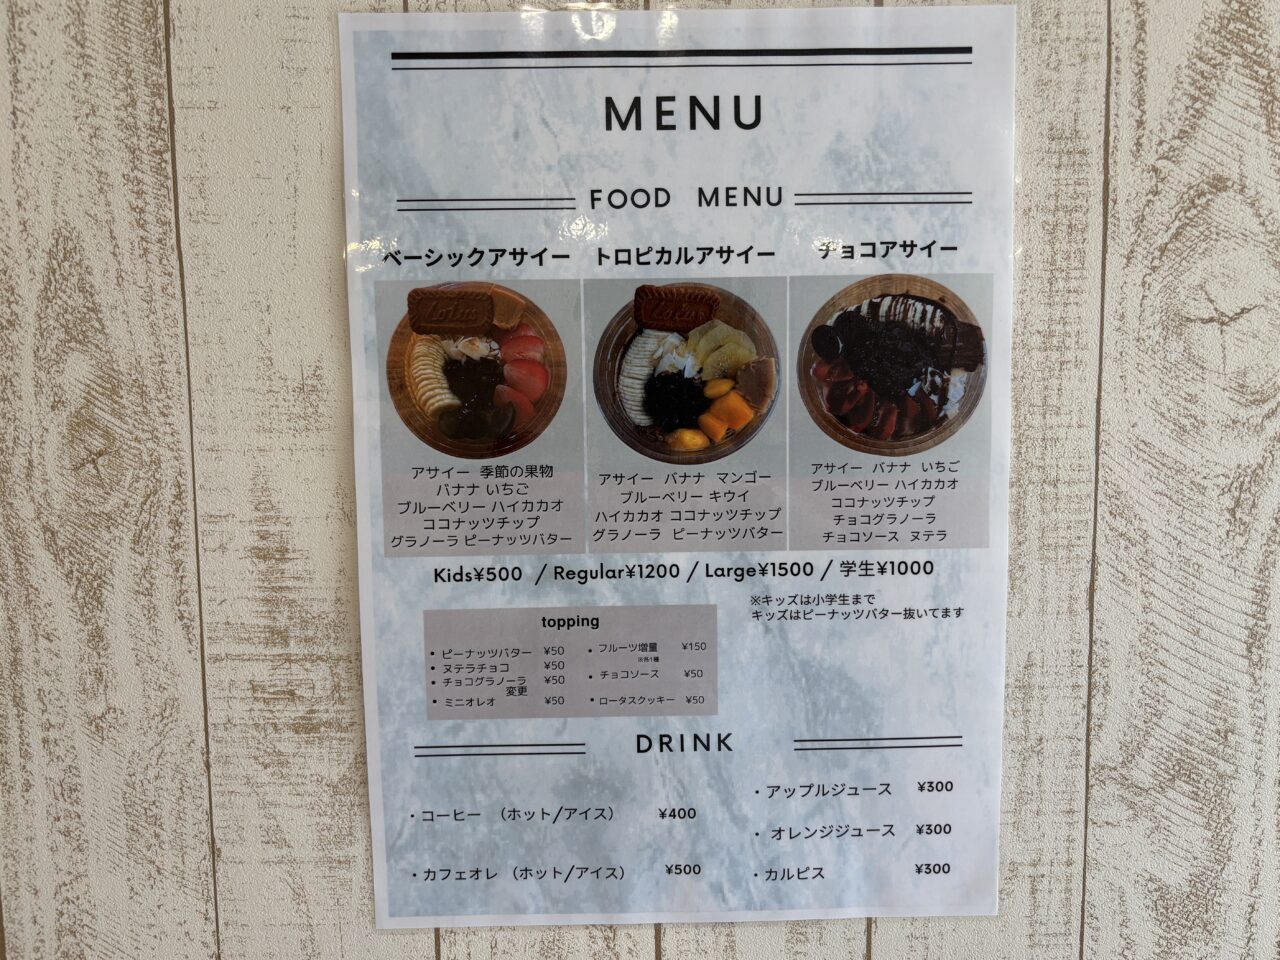 MENU
FOOD MENU
ベーシックアサイー
トロピカルアサイー
チョコアサイー
Lotus
Lotus
アサイー 季節の果物
バナナ いちご
ブルーベリー ハイカカオ
ココナッツチップ
グラノーラ ピーナッツバター
アサイー バナナ マンゴー
ブルーベリー キウイ
ハイカカオ ココナッツチップ
グラノーラ ピーナッツバター
アサイー バナナ いちご
ブルーベリー ハイカカオ
ココナッツチップ
チョコグラノーラ
チョコソース ヌテラ
Kids¥500 / Regular¥1200 / Large¥1500 / 学生¥1000
※キッズは小学生まで
キッズはピーナッツバター抜いてます
topping
• ピーナッツバター ¥50
• ヌテラチョコ ¥50
• チョコグラノーラ ¥50
変更
• ミニオレオ ¥50
• フルーツ増量 ¥150
※各1種
• チョコソース ¥50
• ロータスクッキー ¥50
DRINK
・コーヒー （ホット/アイス） ¥400
・カフェオレ （ホット/アイス） ¥500
・アップルジュース ¥300
・オレンジジュース ¥300
・カルピス ¥300